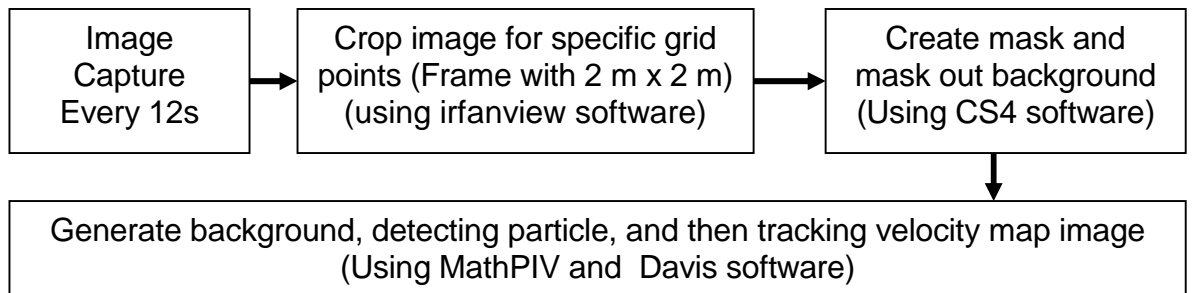 Image
Capture
Every 12s
Crop image for specific grid
points (Frame with 2 m x 2 m)
(using irfanview software)
Create mask and
mask out background
(Using CS4 software)
Generate background, detecting particle, and then tracking velocity map image
(Using MathPIV and Davis software)